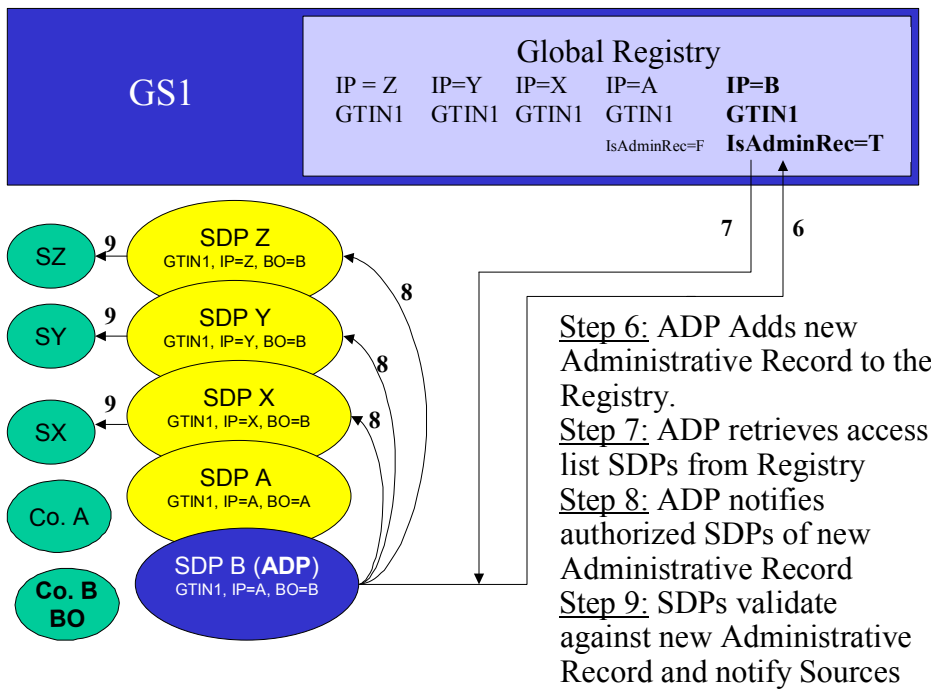 GS1
Global Registry
IP = Z IP=Y IP=X IP=A IP=B
GTIN1 GTIN1 GTIN1 GTIN1 GTIN1
IsAdminRec=F IsAdminRec=T
7 6
SZ 9 SDP Z
GTIN1, IP=Z, BO=B
8
SY 9 SDP Y
GTIN1, IP=Y, BO=B
8
SX 9 SDP X
GTIN1, IP=X, BO=B
8
Co. A SDP A
GTIN1, IP=A, BO=A
Co. B
BO
SDP B (ADP)
GTIN1, IP=A, BO=B
Step 6: ADP Adds new
Administrative Record to the
Registry.
Step 7: ADP retrieves access
list SDPs from Registry
Step 8: ADP notifies
authorized SDPs of new
Administrative Record
Step 9: SDPs validate
against new Administrative
Record and notify Sources